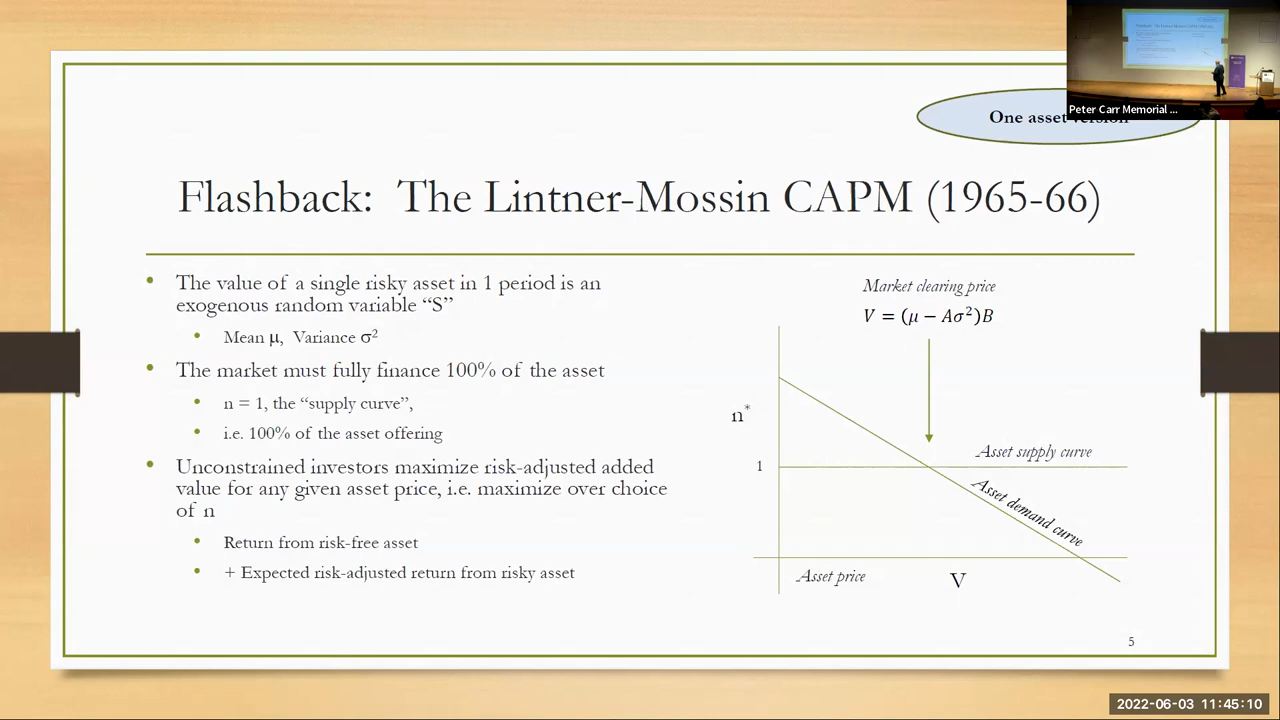 Peter Carr Memorial ...
One asset version
Flashback: The Lintner-Mossin CAPM (1965-66)
• The value of a single risky asset in 1 period is an
exogenous random variable “S”
• Mean μ, Variance σ²
• The market must fully finance 100% of the asset
• n = 1, the “supply curve”,
• i.e. 100% of the asset offering
• Unconstrained investors maximize risk-adjusted added
value for any given asset price, i.e. maximize over choice
of n
• Return from risk-free asset
• + Expected risk-adjusted return from risky asset
Market clearing price
V = (μ − Aσ²)B
n*
1
Asset supply curve
Asset demand curve
Asset price
V
5
2022-06-03 11:45:10